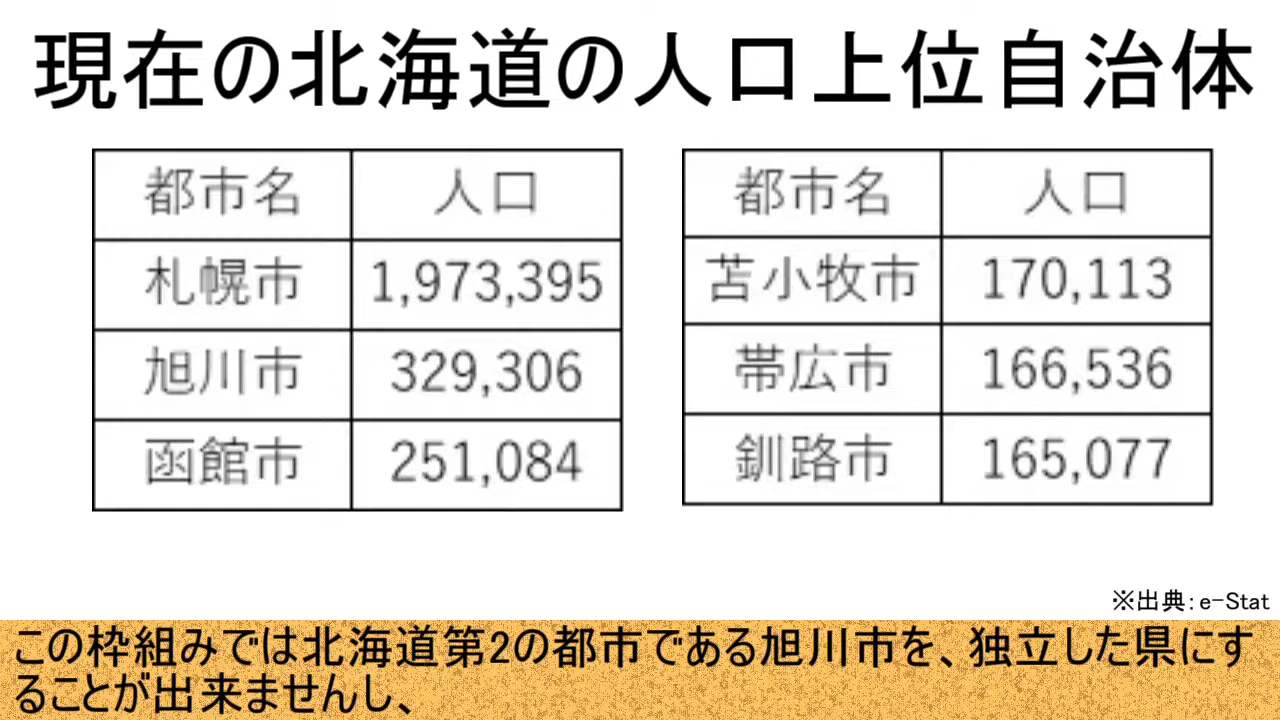 現在の北海道の人口上位自治体
都市名 人口
札幌市 1,973,395
旭川市 329,306
函館市 251,084
都市名 人口
苫小牧市 170,113
帯広市 166,536
釧路市 165,077
※出典：e-Stat
この枠組みでは北海道第2の都市である旭川市を、独立した県にす
ることが出来ませんし、